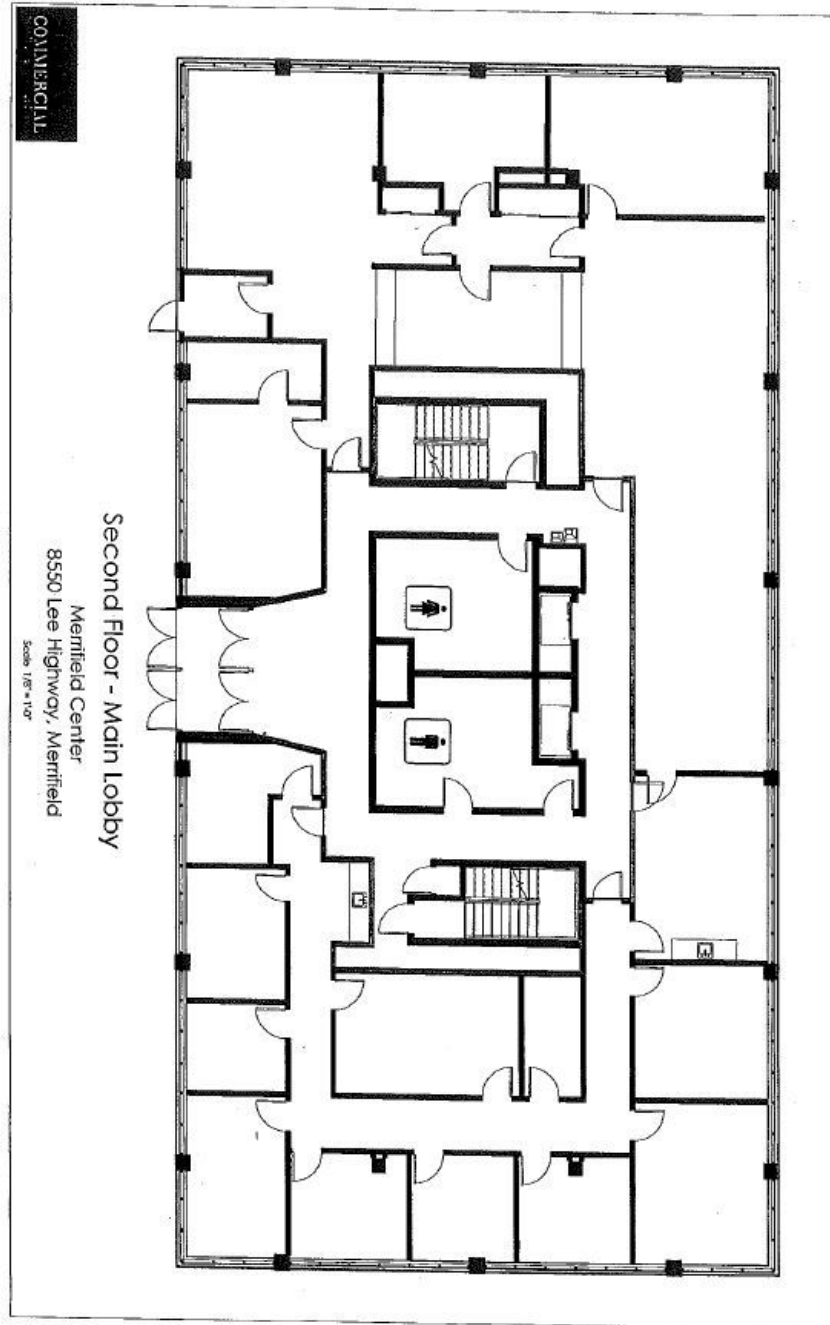 COMMERCIAL
Second Floor - Main Lobby
Merrifield Center
8550 Lee Highway, Merrifield
Scale 1/8" = 1'-0"